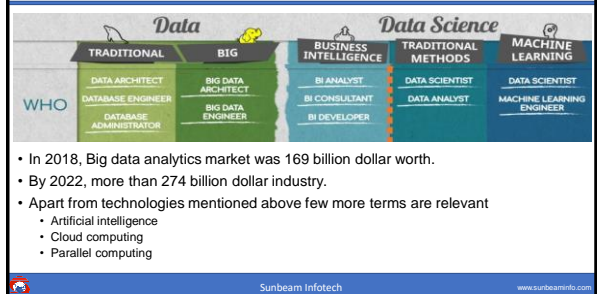 Data
Data Science
TRADITIONAL
BIG
BUSINESS
INTELLIGENCE
TRADITIONAL
METHODS
MACHINE
LEARNING
WHO
DATA ARCHITECT
DATABASE ENGINEER
DATABASE
ADMINISTRATOR
BIG DATA
ARCHITECT
BIG DATA
ENGINEER
BI ANALYST
BI CONSULTANT
BI DEVELOPER
DATA SCIENTIST
DATA ANALYST
DATA SCIENTIST
MACHINE LEARNING
ENGINEER
• In 2018, Big data analytics market was 169 billion dollar worth.
• By 2022, more than 274 billion dollar industry.
• Apart from technologies mentioned above few more terms are relevant
• Artificial intelligence
• Cloud computing
• Parallel computing
Sunbeam Infotech
www.sunbeaminfo.com